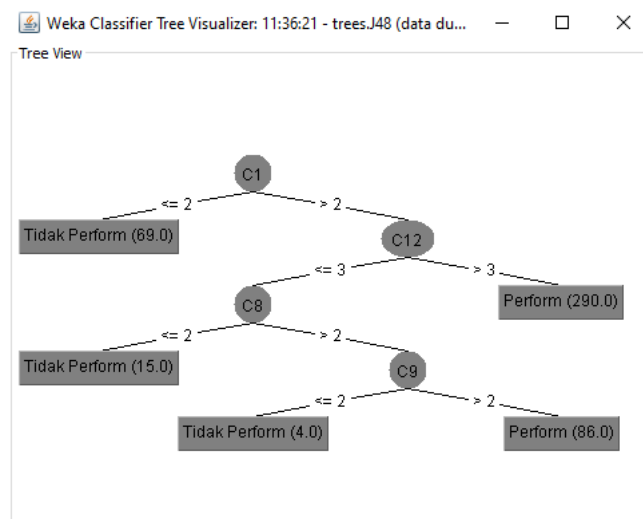 Weka Classifier Tree Visualizer: 11:36:21 - trees.J48 (data du...
Tree View
C1
<= 2
> 2
Tidak Perform (69.0)
C12
<= 3
> 3
C8
Perform (290.0)
<= 2
> 2
Tidak Perform (15.0)
C9
<= 2
> 2
Tidak Perform (4.0)
Perform (86.0)